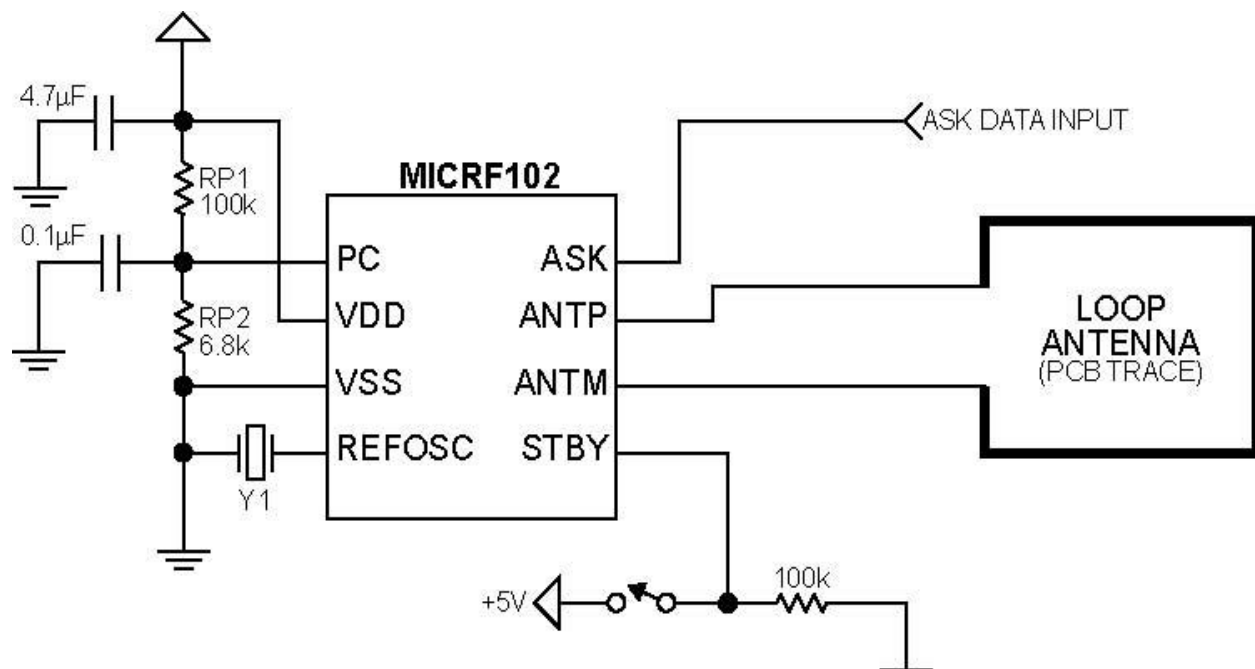 4.7µF
RP1
100k
0.1µF
RP2
6.8k
MICRF102
PC
VDD
VSS
REFOSC
ASK
ANTP
ANTM
STBY
Y1
ASK DATA INPUT
LOOP
ANTENNA
(PCB TRACE)
+5V
100k